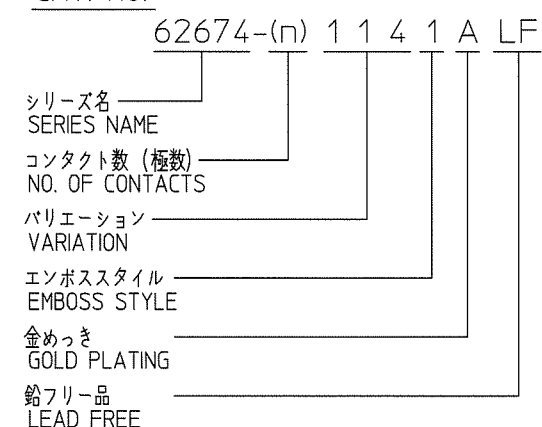 62674-(n) 1 1 4 1 A LF
シリーズ名
SERIES NAME
コンタクト数 (極数)
NO. OF CONTACTS
バリエーション
VARIATION
エンボススタイル
EMBOSS STYLE
金めっき
GOLD PLATING
鉛フリー品
LEAD FREE